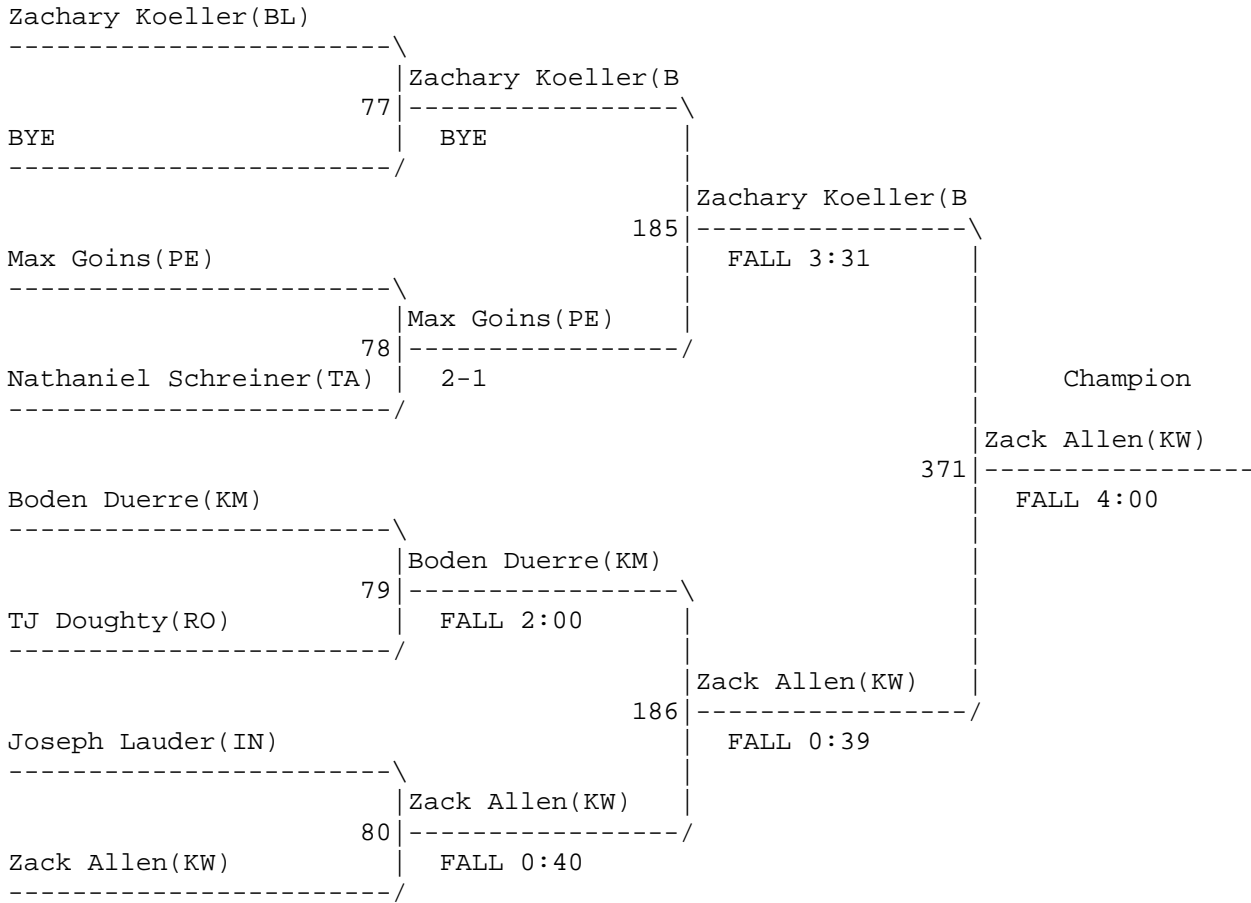 Zachary Koeller(BL)
Zachary Koeller(B
77
BYE BYE
Zachary Koeller(B
185
Max Goins(PE) FALL 3:31
Max Goins(PE)
78
Nathaniel Schreiner(TA) 2-1 Champion
Zack Allen(KW)
371
Boden Duerre(KM) FALL 4:00
Boden Duerre(KM)
79
TJ Doughty(RO) FALL 2:00
Zack Allen(KW)
186
Joseph Lauder(IN) FALL 0:39
Zack Allen(KW)
80
Zack Allen(KW) FALL 0:40